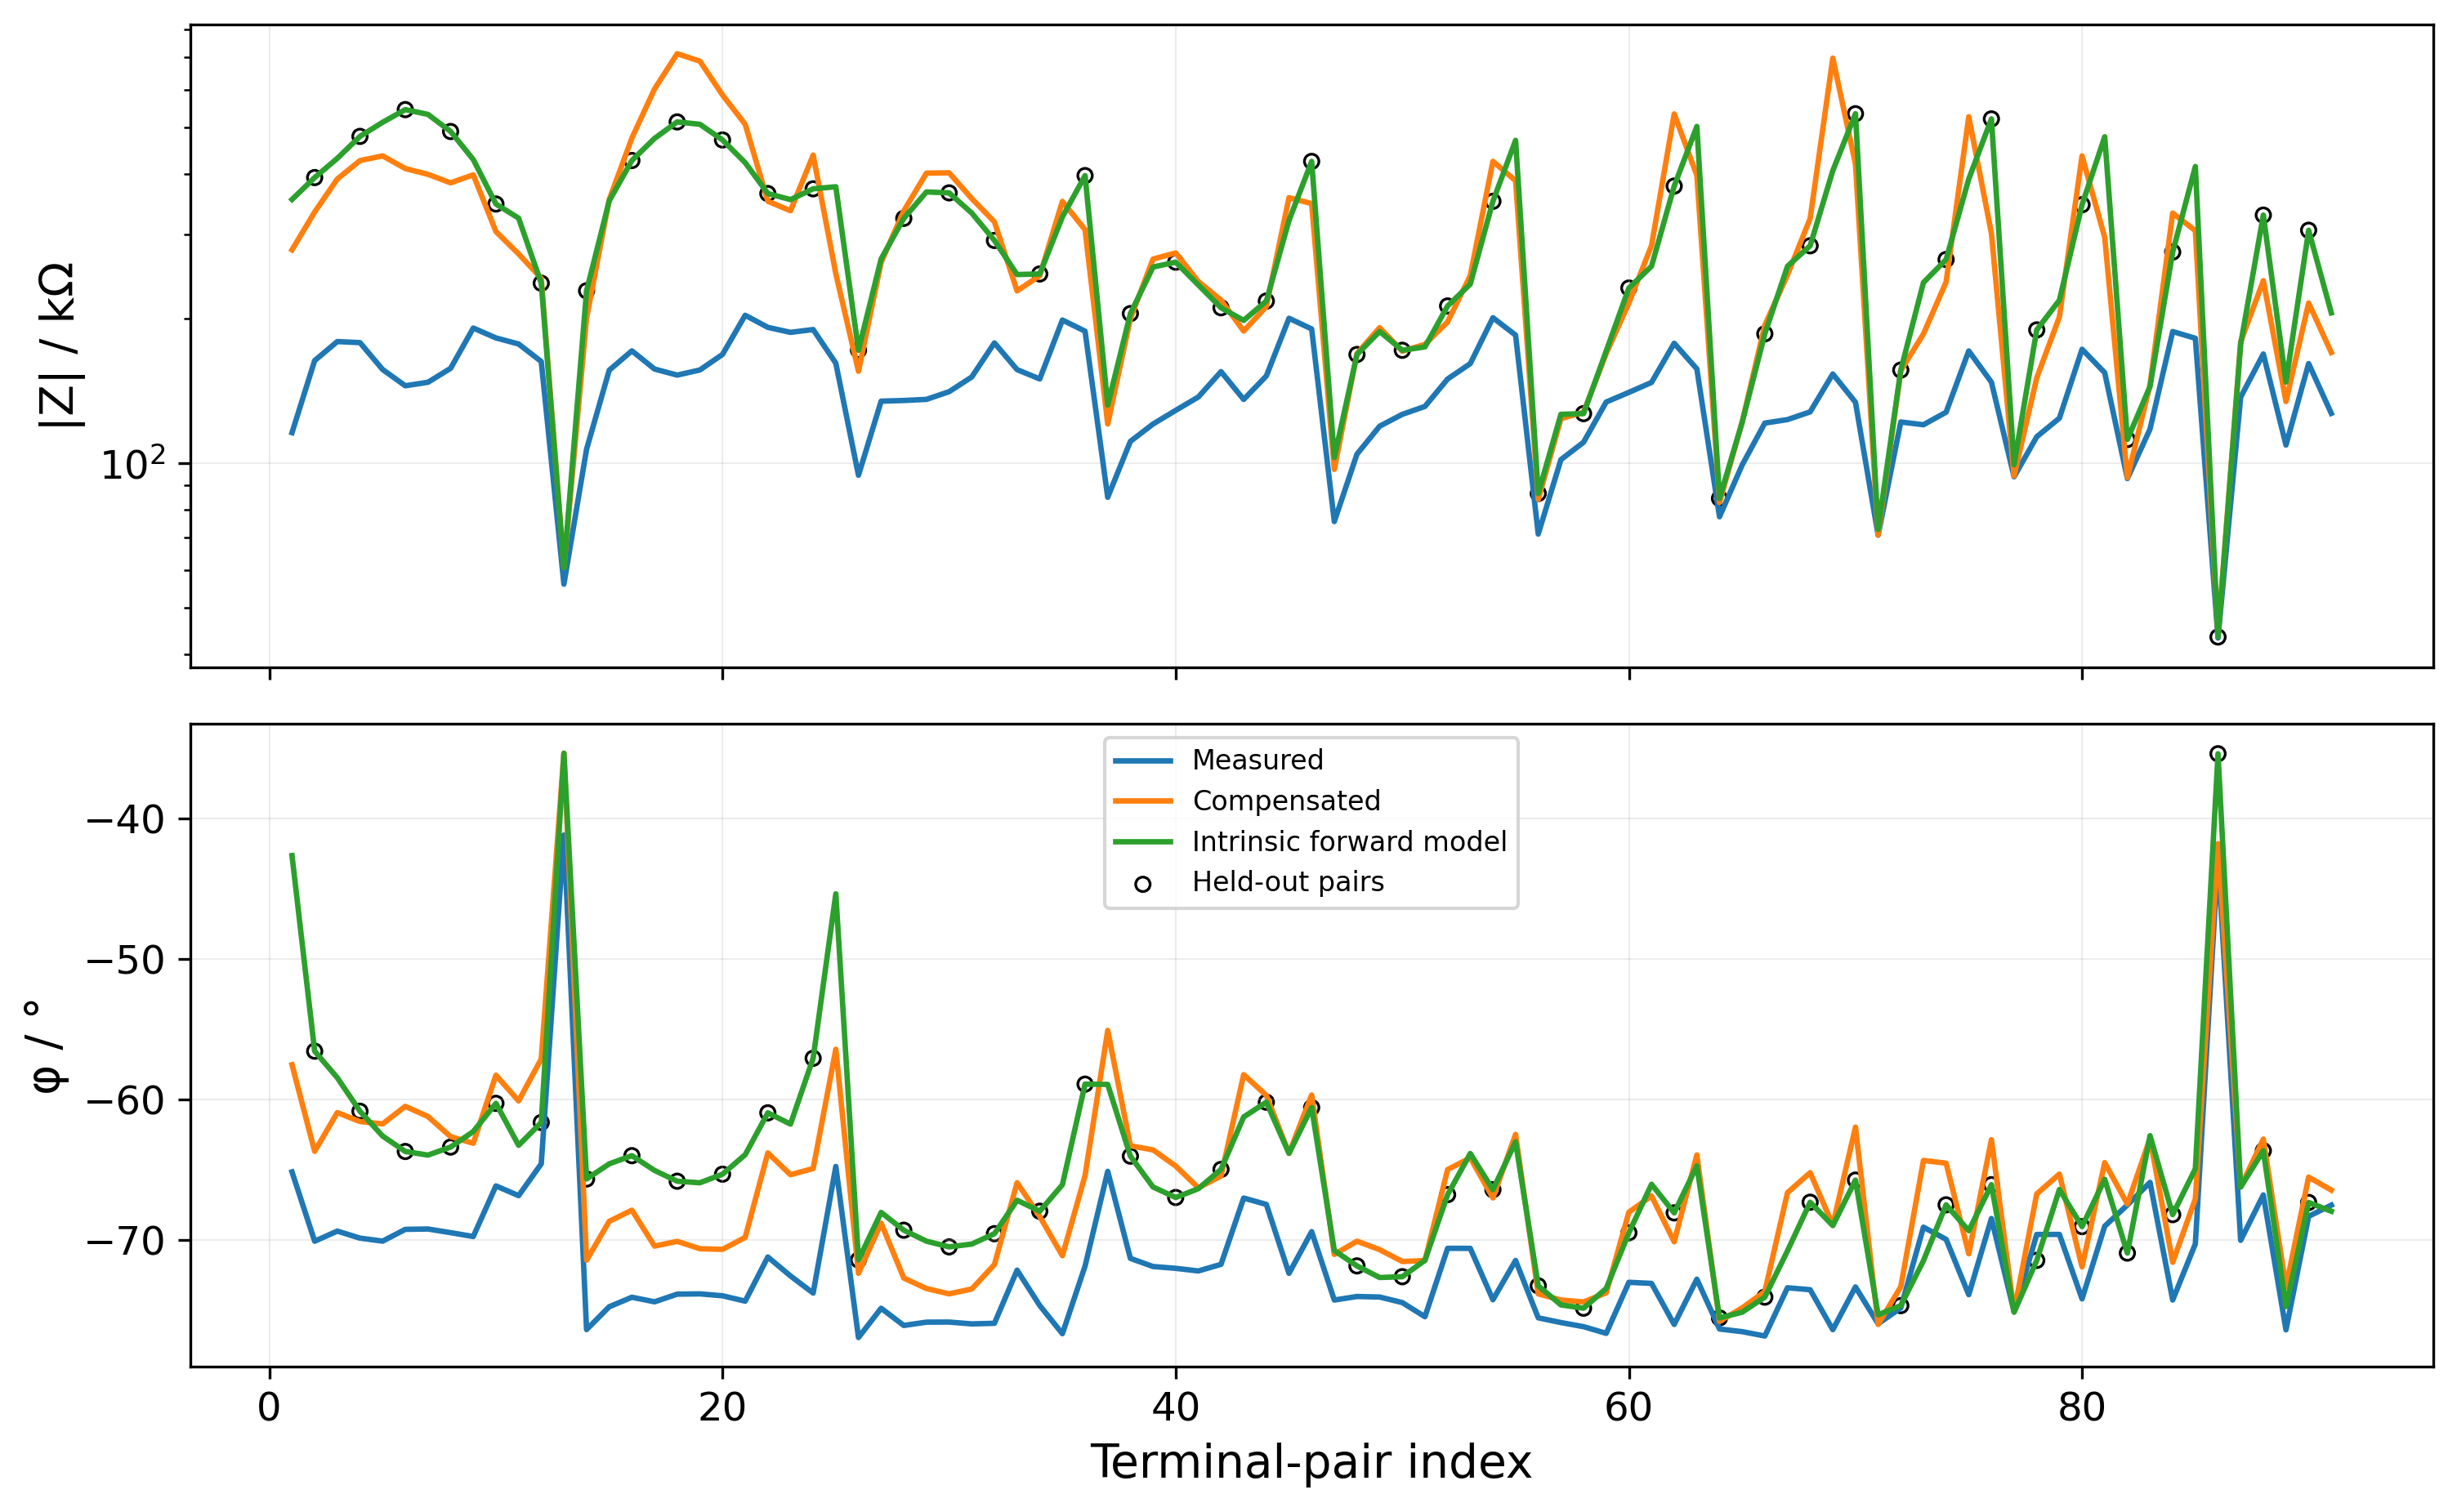 |Z| / kΩ
10²
φ / °
−40
−50
−60
−70
Measured
Compensated
Intrinsic forward model
Held-out pairs
0 20 40 60 80
Terminal-pair index